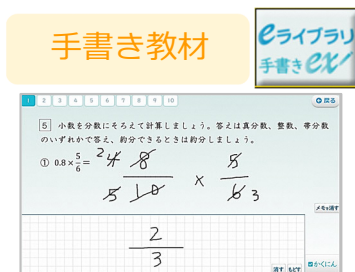 手書き教材
eライブラリ
手書きex!
1 2 3 4 5 6 7 8 9 10
戻る
5 小数を分数にそろえて計算しましょう。答えは真分数、整数、帯分数
のいずれかで答え、約分できるときは約分しましょう。
① 0.8×5/6= 2 4 8/10 5 × 5/6 3
メモを消す
2/3
消す もどす かくにん